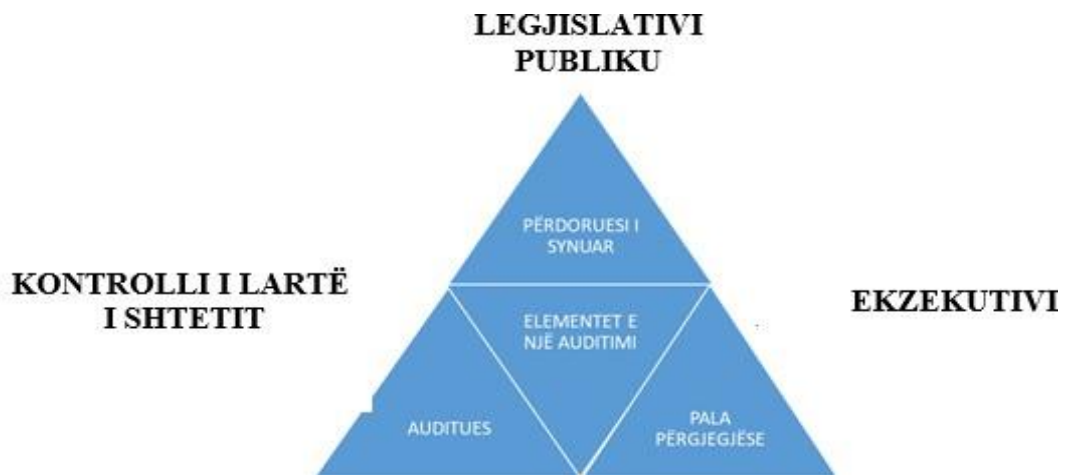 LEGJISLATIVI
PUBLIKU
PËRDORUESI I
SYNUAR
KONTROLLI I LARTË
I SHTETIT
ELEMENTET E
NJË AUDITIMI
EKZEKUTIVI
AUDITUES
PALA
PËRGJEGJËSE